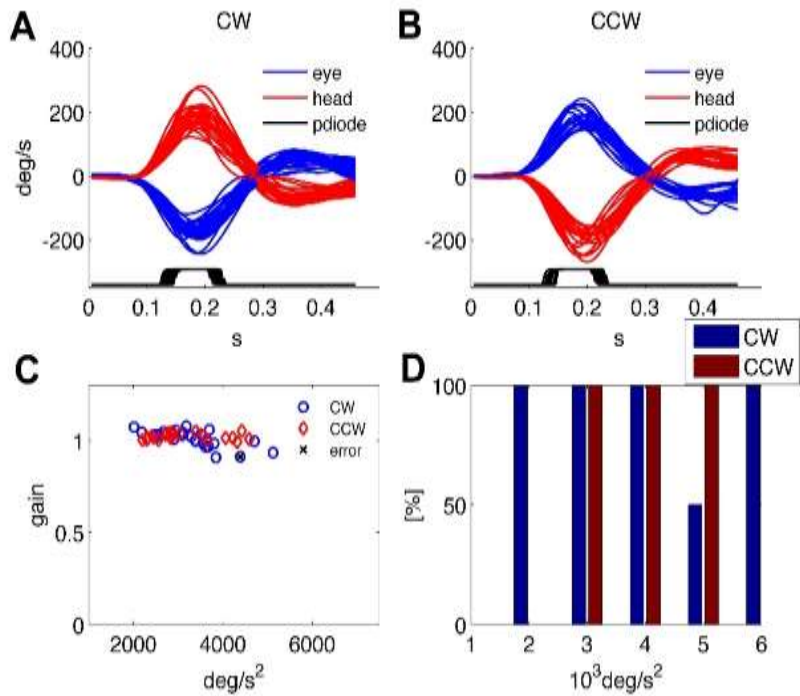 A
CW
400
200
0
-200
deg/s
eye
head
pdiode
0 0.1 0.2 0.3 0.4
s
B
CCW
400
200
0
-200
eye
head
pdiode
0 0.1 0.2 0.3 0.4
s
C
1
0.5
0
gain
CW
CCW
error
2000 4000 6000
deg/s²
D
CW
CCW
100
50
0
[%]
1 2 3 4 5 6
10³deg/s²